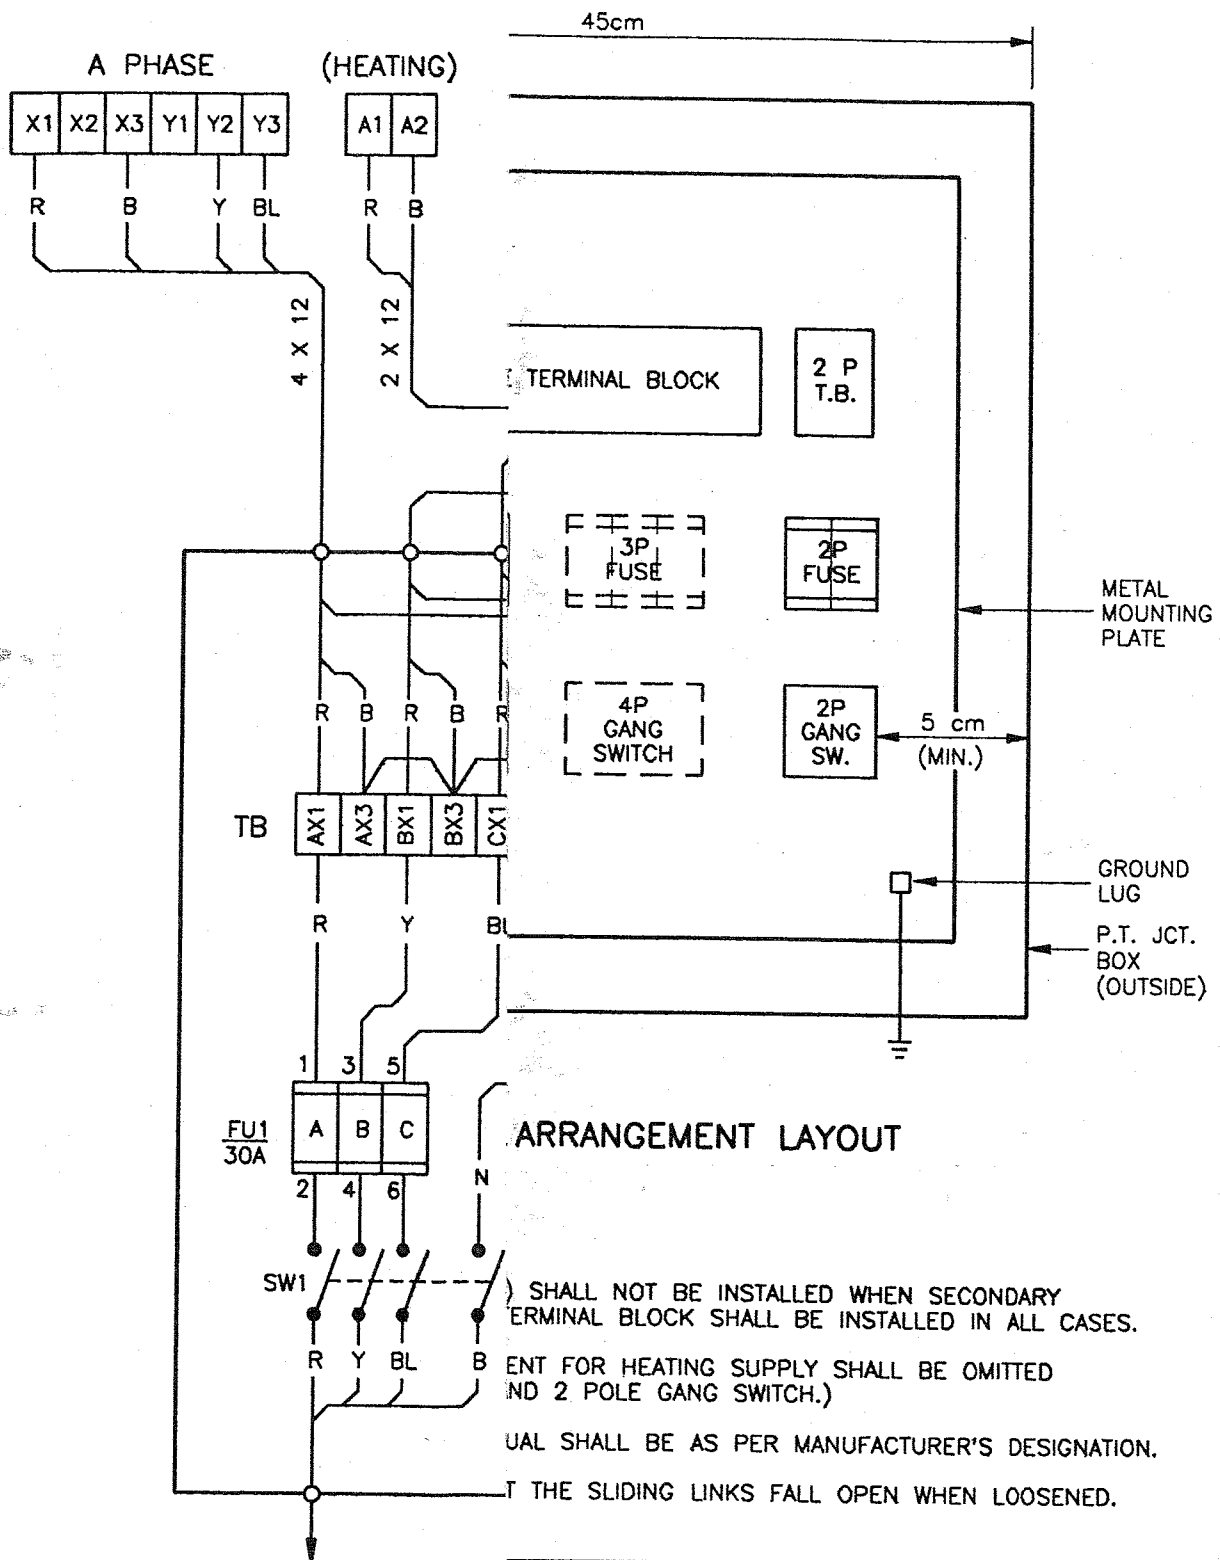 45cm
A PHASE
(HEATING)
X1 X2 X3 Y1 Y2 Y3
A1 A2
R B Y BL
R B
4 X 12
2 X 12
TERMINAL BLOCK
2 P
T.B.
3P
FUSE
2P
FUSE
METAL
MOUNTING
PLATE
R B R B R
4P
GANG
SWITCH
2P
GANG
SW.
5 cm
(MIN.)
TB
AX1 AX3 BX1 BX3 CX1
GROUND
LUG
R Y BL
P.T. JCT.
BOX
(OUTSIDE)
1 3 5
FU1
30A
A B C
2 4 6
N
ARRANGEMENT LAYOUT
SW1
) SHALL NOT BE INSTALLED WHEN SECONDARY
ERMINAL BLOCK SHALL BE INSTALLED IN ALL CASES.
R Y BL B
ENT FOR HEATING SUPPLY SHALL BE OMITTED
ND 2 POLE GANG SWITCH.)
UAL SHALL BE AS PER MANUFACTURER'S DESIGNATION.
T THE SLIDING LINKS FALL OPEN WHEN LOOSENED.